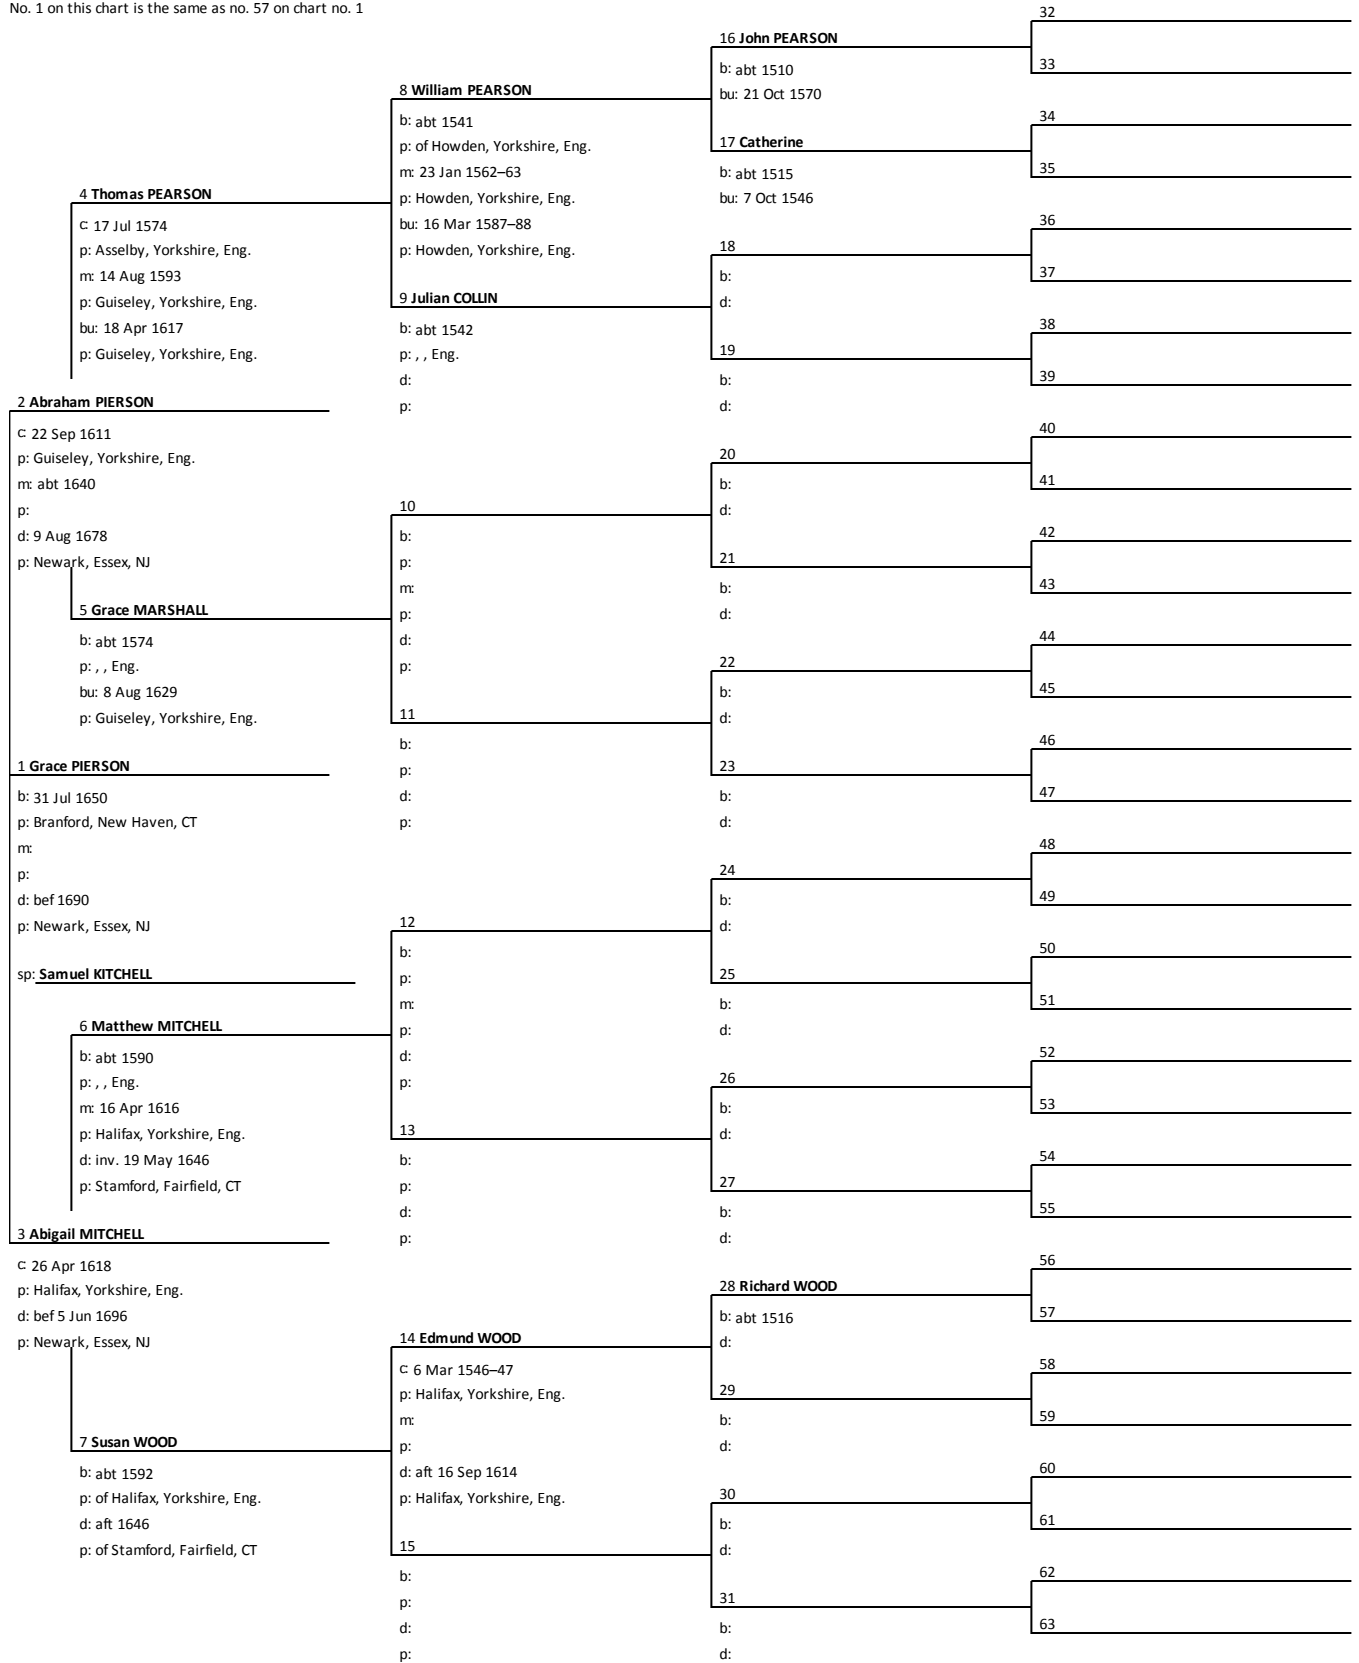 No. 1 on this chart is the same as no. 57 on chart no. 1
2 Abraham PIERSON
c: 22 Sep 1611
p: Guiseley, Yorkshire, Eng.
m: abt 1640
p:
d: 9 Aug 1678
p: Newark, Essex, NJ
1 Grace PIERSON
b: 31 Jul 1650
p: Branford, New Haven, CT
m:
p:
d: bef 1690
p: Newark, Essex, NJ
sp: Samuel KITCHELL
3 Abigail MITCHELL
c: 26 Apr 1618
p: Halifax, Yorkshire, Eng.
d: bef 5 Jun 1696
p: Newark, Essex, NJ
4 Thomas PEARSON
c: 17 Jul 1574
p: Asselby, Yorkshire, Eng.
m: 14 Aug 1593
p: Guiseley, Yorkshire, Eng.
bu: 18 Apr 1617
p: Guiseley, Yorkshire, Eng.
5 Grace MARSHALL
b: abt 1574
p: , , Eng.
bu: 8 Aug 1629
p: Guiseley, Yorkshire, Eng.
6 Matthew MITCHELL
b: abt 1590
p: , , Eng.
m: 16 Apr 1616
p: Halifax, Yorkshire, Eng.
d: inv. 19 May 1646
p: Stamford, Fairfield, CT
7 Susan WOOD
b: abt 1592
p: of Halifax, Yorkshire, Eng.
d: aft 1646
p: of Stamford, Fairfield, CT
8 William PEARSON
b: abt 1541
p: of Howden, Yorkshire, Eng.
m: 23 Jan 1562–63
p: Howden, Yorkshire, Eng.
bu: 16 Mar 1587–88
p: Howden, Yorkshire, Eng.
9 Julian COLLIN
b: abt 1542
p: , , Eng.
d:
p:
10
b:
p:
m:
p:
d:
p:
11
b:
p:
d:
p:
12
b:
p:
m:
p:
d:
p:
13
b:
p:
d:
p:
14 Edmund WOOD
c: 6 Mar 1546–47
p: Halifax, Yorkshire, Eng.
m:
p:
d: aft 16 Sep 1614
p: Halifax, Yorkshire, Eng.
15
b:
p:
d:
p:
16 John PEARSON
b: abt 1510
bu: 21 Oct 1570
17 Catherine
b: abt 1515
bu: 7 Oct 1546
18
b:
d:
19
b:
d:
20
b:
d:
21
b:
d:
22
b:
d:
23
b:
d:
24
b:
d:
25
b:
d:
26
b:
d:
27
b:
d:
28 Richard WOOD
b: abt 1516
d:
29
b:
d:
30
b:
d:
31
b:
d:
32
33
34
35
36
37
38
39
40
41
42
43
44
45
46
47
48
49
50
51
52
53
54
55
56
57
58
59
60
61
62
63